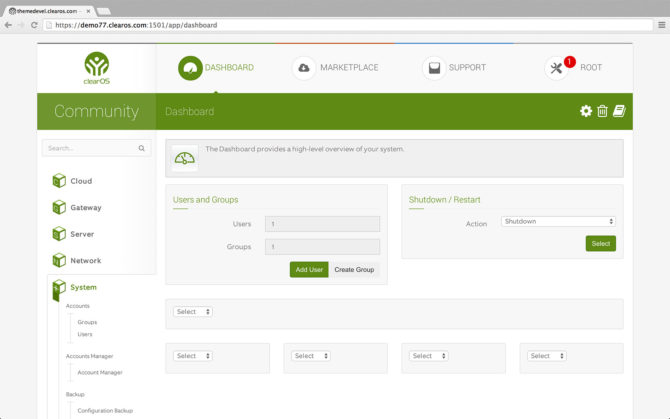 themedevel.clearos.com
https://demo77.clearos.com:1501/app/dashboard
clearOS
DASHBOARD
MARKETPLACE
SUPPORT
1
ROOT
Community
Dashboard
Search...
The Dashboard provides a high-level overview of your system.
Cloud
Gateway
Server
Network
System
Accounts
Groups
Users
Accounts Manager
Account Manager
Backup
Configuration Backup
Users and Groups
Users
1
Groups
1
Add User
Create Group
Shutdown / Restart
Action
Shutdown
Select
Select
Select
Select
Select
Select